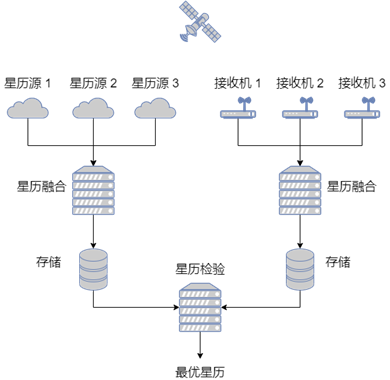 星历源 1
星历源 2
星历源 3
接收机 1
接收机 2
接收机 3
星历融合
星历融合
存储
星历检验
存储
最优星历